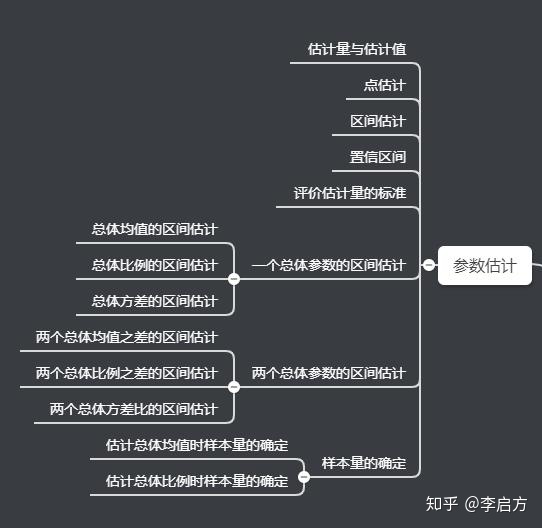 估计量与估计值
点估计
区间估计
置信区间
评价估计量的标准
总体均值的区间估计
总体比例的区间估计
总体方差的区间估计
一个总体参数的区间估计
参数估计
两个总体均值之差的区间估计
两个总体比例之差的区间估计
两个总体方差比的区间估计
两个总体参数的区间估计
估计总体均值时样本量的确定
估计总体比例时样本量的确定
样本量的确定
知乎 @李启方